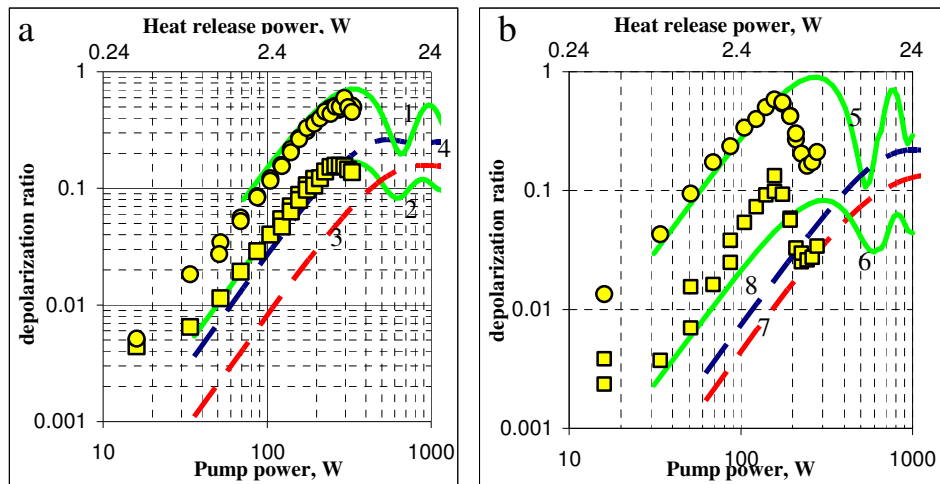 a
Heat release power, W
0.24 2.4 24
1
0.1
0.01
0.001
depolarization ratio
1
4
2
3
10 100 1000
Pump power, W
b
Heat release power, W
0.24 2.4 24
1
0.1
0.01
0.001
depolarization ratio
5
6
8
7
10 100 1000
Pump power, W